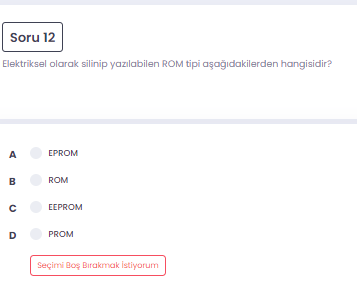 Soru 12
Elektriksel olarak silinip yazılabilen ROM tipi aşağıdakilerden hangisidir?
A EPROM
B ROM
C EEPROM
D PROM
Seçimi Boş Bırakmak İstiyorum